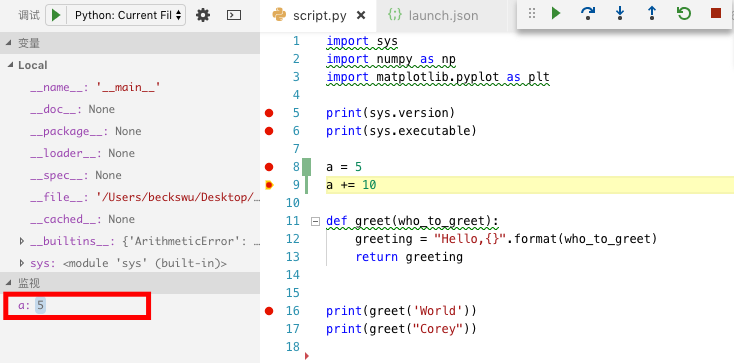 调试 Python: Current Fil
变量
Local
__name__: '__main__'
__doc__: None
__package__: None
__loader__: None
__spec__: None
__file__: '/Users/beckswu/Desktop/…
__cached__: None
__builtins__: {'ArithmeticError': …
sys: <module 'sys' (built-in)>
监视
a: 5
script.py
launch.json
1 import sys
2 import numpy as np
3 import matplotlib.pyplot as plt
4
5 print(sys.version)
6 print(sys.executable)
7
8 a = 5
9 a += 10
10
11 def greet(who_to_greet):
12 greeting = "Hello,{}".format(who_to_greet)
13 return greeting
14
15
16 print(greet('World'))
17 print(greet("Corey"))
18